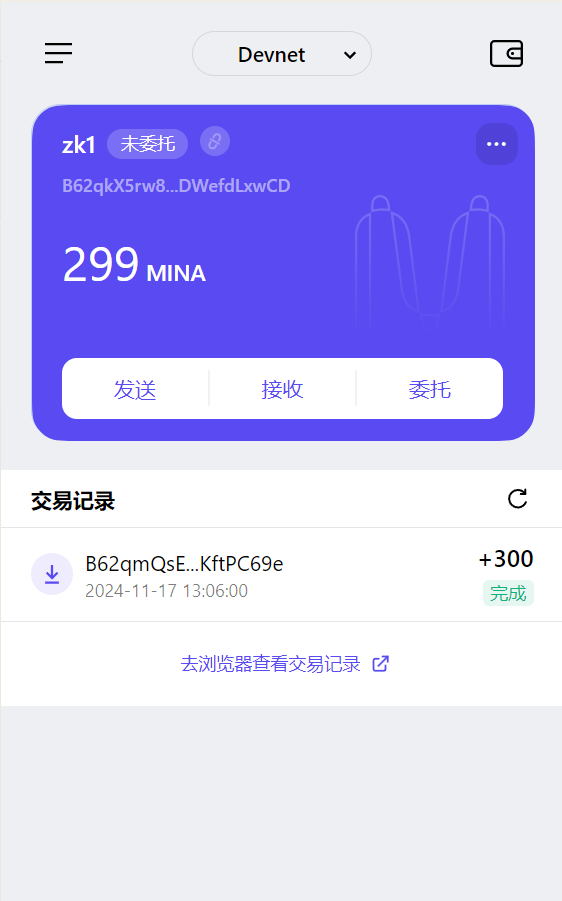 Devnet
zk1 未委托
B62qkX5rw8...DWefdLxwCD
299 MINA
发送 接收 委托
交易记录
B62qmQsE...KftPC69e +300
2024-11-17 13:06:00 完成
去浏览器查看交易记录